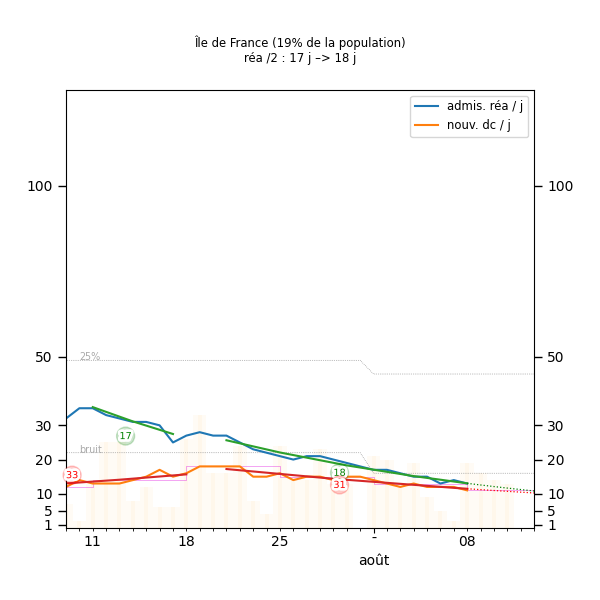 Île de France (19% de la population)
réa /2 : 17 j –> 18 j
admis. réa / j
nouv. dc / j
100 100
25%
50 50
30 30
17
bruit
20 20
33
18
31
10 10
5 5
1 1
11 18 25 - 08
août